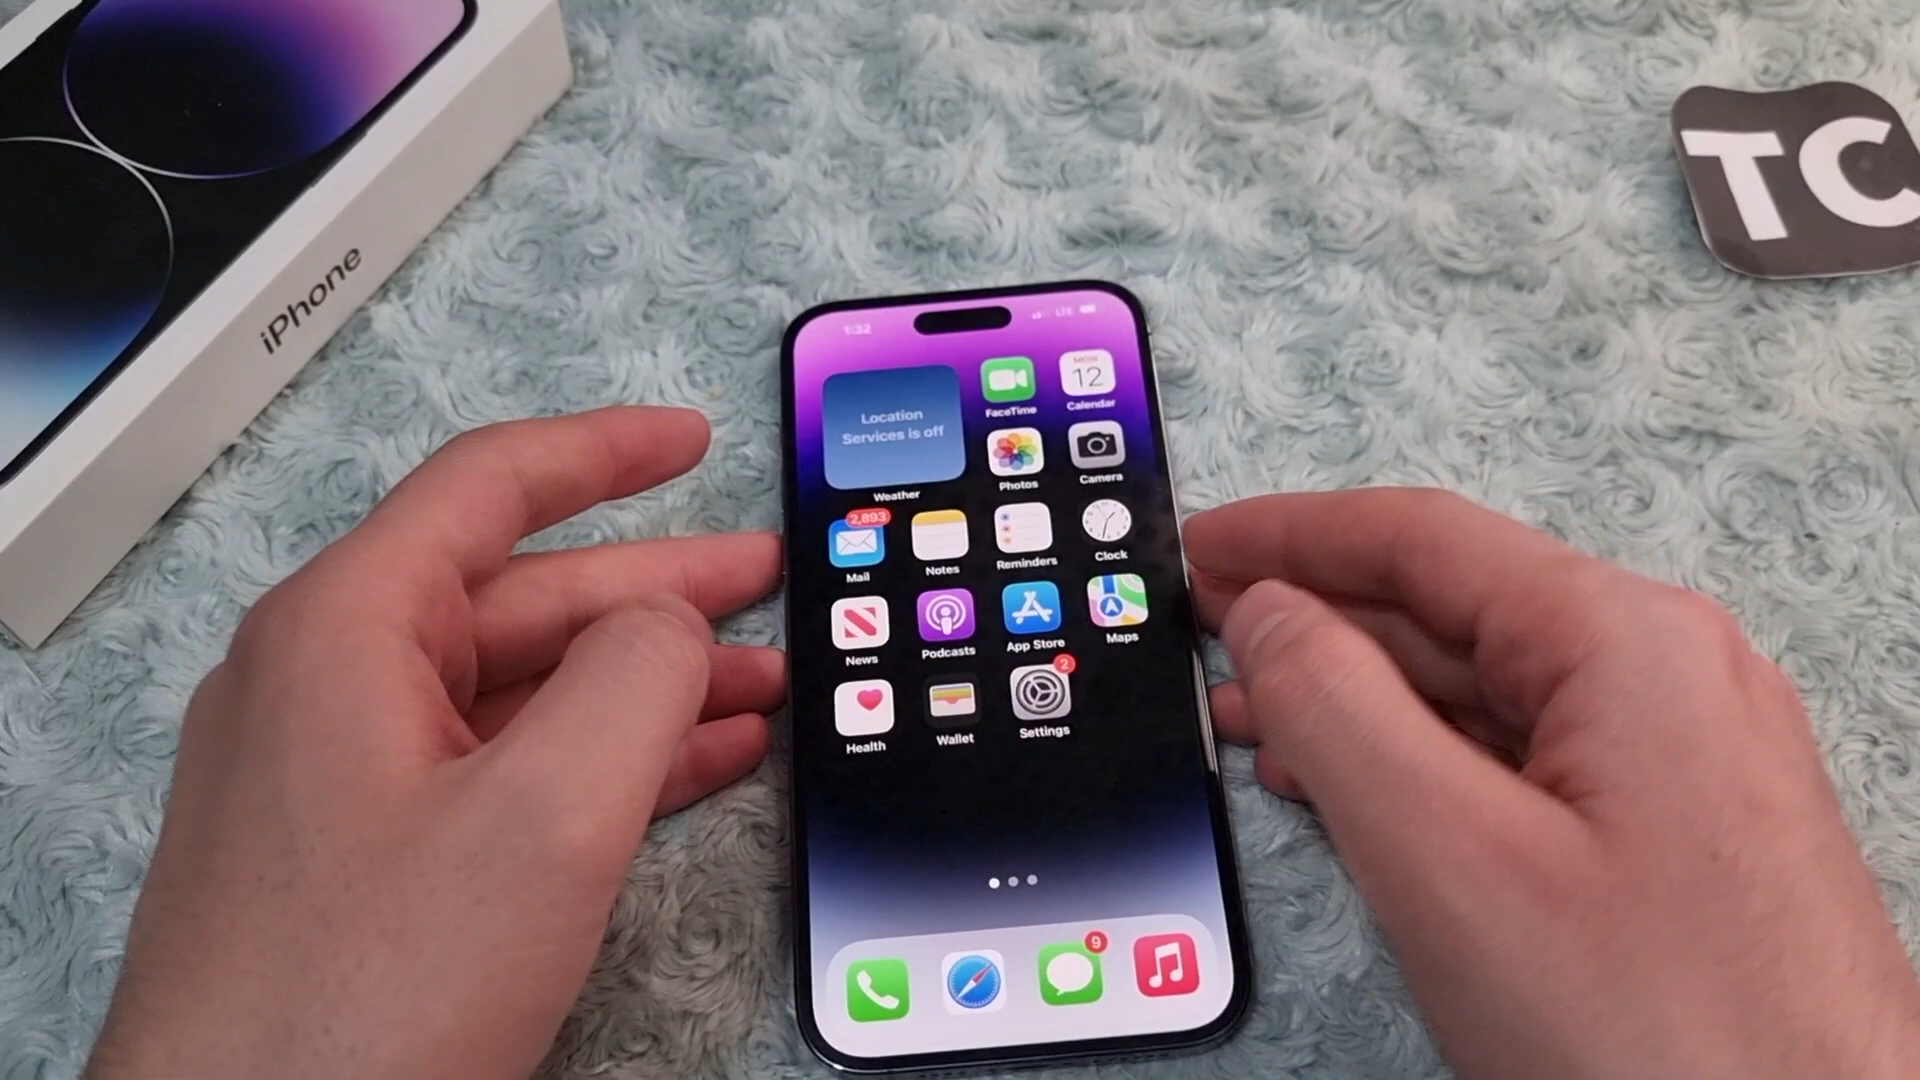 iPhone
TC
1:32
LTE
Location
Services is off
Weather
FaceTime
MON
12
Calendar
Photos
Camera
2,893
Mail
Notes
Reminders
Clock
News
Podcasts
App Store
Maps
Health
Wallet
2
Settings
9